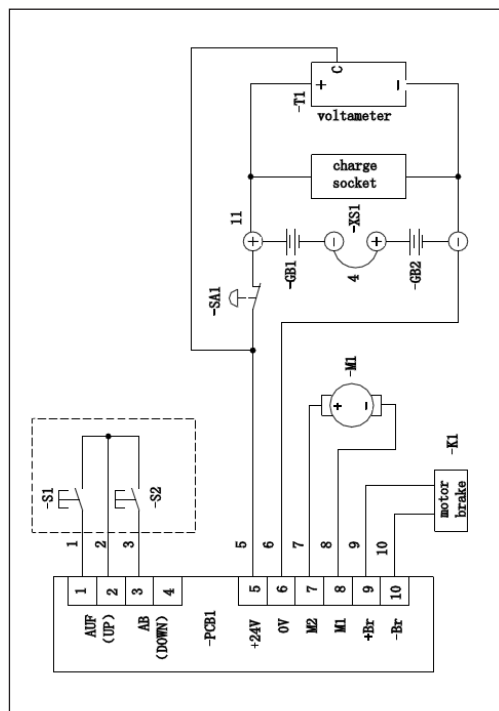 C
+ -
-T1
voltameter
charge
socket
11
-XS1
+ - + -
-GB1
4
-GB2
-SA1
-M1
+ -
-K1
motor
brake
-S1
-S2
1 2 3 5 6 7 8 9 10
1 2 3 4 5 6 7 8 9 10
AUF
(UP)
AB
(DOWN)
-PCB1
+24V
0V
M2
M1
+Br
-Br